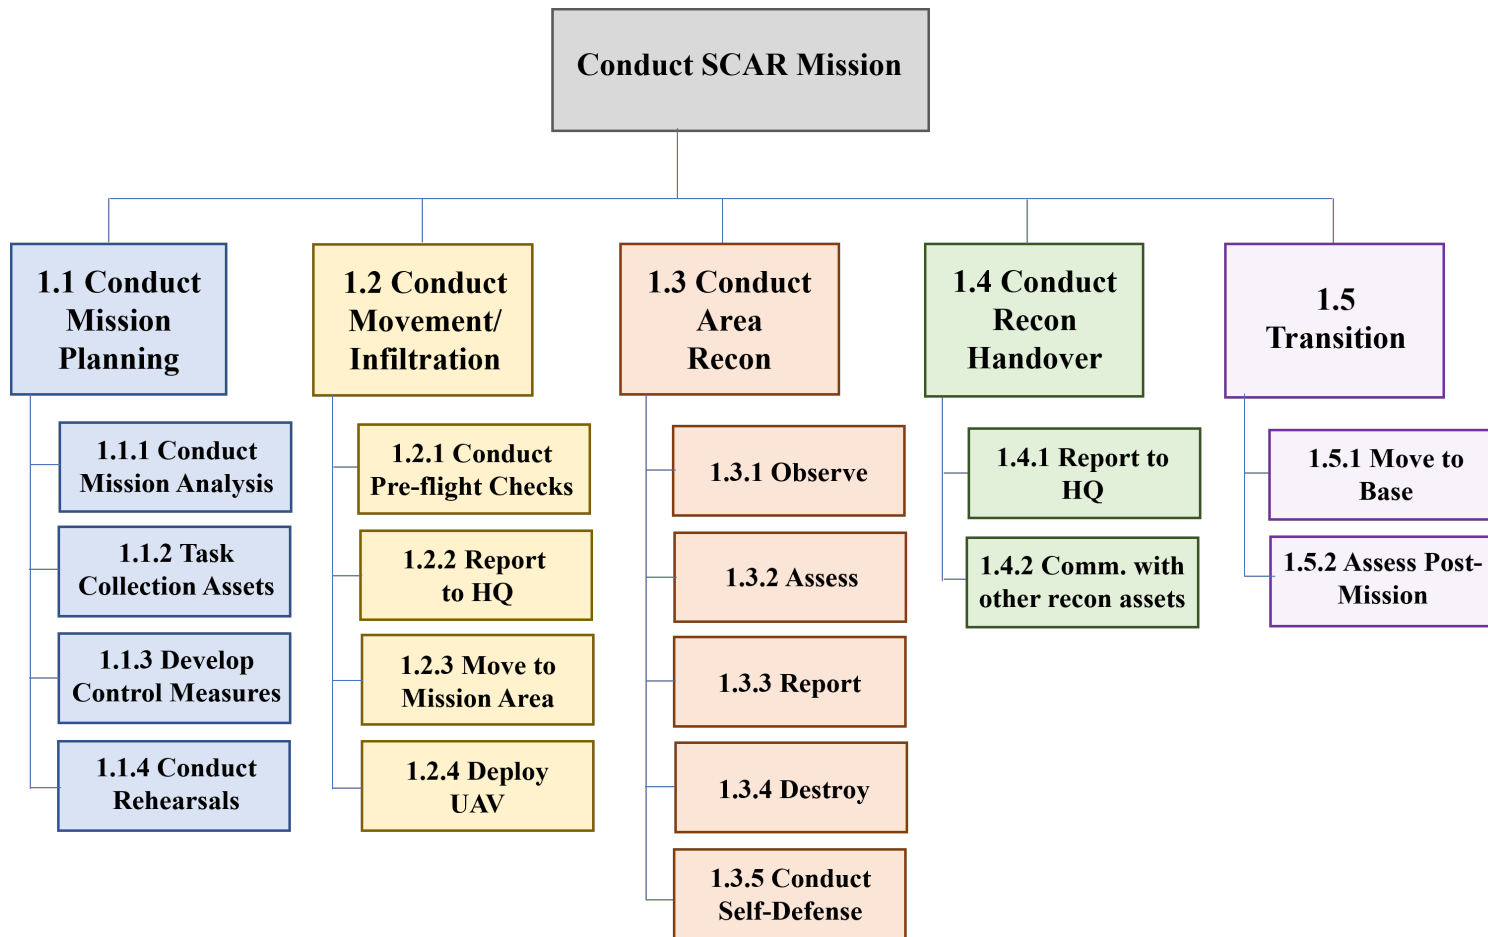 Conduct SCAR Mission
1.1 Conduct
Mission
Planning
1.1.1 Conduct
Mission Analysis
1.1.2 Task
Collection Assets
1.1.3 Develop
Control Measures
1.1.4 Conduct
Rehearsals
1.2 Conduct
Movement/
Infiltration
1.2.1 Conduct
Pre-flight Checks
1.2.2 Report
to HQ
1.2.3 Move to
Mission Area
1.2.4 Deploy
UAV
1.3 Conduct
Area
Recon
1.3.1 Observe
1.3.2 Assess
1.3.3 Report
1.3.4 Destroy
1.3.5 Conduct
Self-Defense
1.4 Conduct
Recon
Handover
1.4.1 Report to
HQ
1.4.2 Comm. with
other recon assets
1.5
Transition
1.5.1 Move to
Base
1.5.2 Assess Post-
Mission